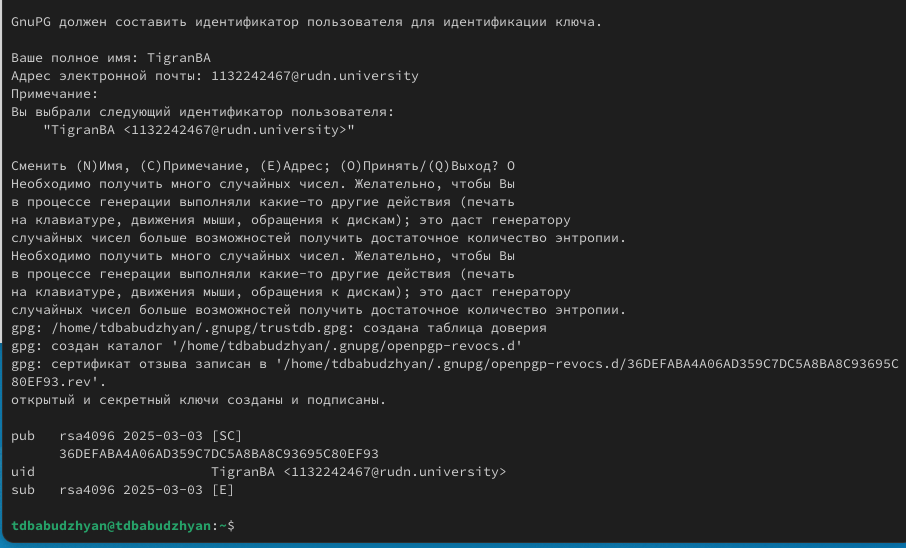 GnuPG должен составить идентификатор пользователя для идентификации ключа.
Ваше полное имя: TigranBA
Адрес электронной почты: 1132242467@rudn.university
Примечание:
Вы выбрали следующий идентификатор пользователя:
    "TigranBA <1132242467@rudn.university>"
Сменить (N)Имя, (C)Примечание, (E)Адрес; (O)Принять/(Q)Выход? O
Необходимо получить много случайных чисел. Желательно, чтобы Вы
в процессе генерации выполняли какие-то другие действия (печать
на клавиатуре, движения мыши, обращения к дискам); это даст генератору
случайных чисел больше возможностей получить достаточное количество энтропии.
Необходимо получить много случайных чисел. Желательно, чтобы Вы
в процессе генерации выполняли какие-то другие действия (печать
на клавиатуре, движения мыши, обращения к дискам); это даст генератору
случайных чисел больше возможностей получить достаточное количество энтропии.
gpg: /home/tdbabudzhyan/.gnupg/trustdb.gpg: создана таблица доверия
gpg: создан каталог '/home/tdbabudzhyan/.gnupg/openpgp-revocs.d'
gpg: сертификат отзыва записан в '/home/tdbabudzhyan/.gnupg/openpgp-revocs.d/36DEFABA4A06AD359C7DC5A8BA8C93695C
80EF93.rev'.
открытый и секретный ключи созданы и подписаны.
pub   rsa4096 2025-03-03 [SC]
      36DEFABA4A06AD359C7DC5A8BA8C93695C80EF93
uid                      TigranBA <1132242467@rudn.university>
sub   rsa4096 2025-03-03 [E]
tdbabudzhyan@tdbabudzhyan:~$